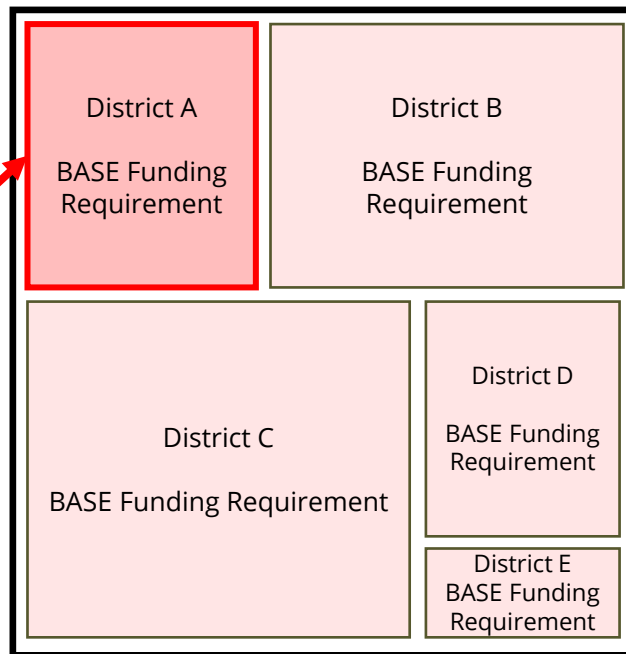 District A
BASE Funding
Requirement
District B
BASE Funding
Requirement
District C
BASE Funding Requirement
District D
BASE Funding
Requirement
District E
BASE Funding
Requirement